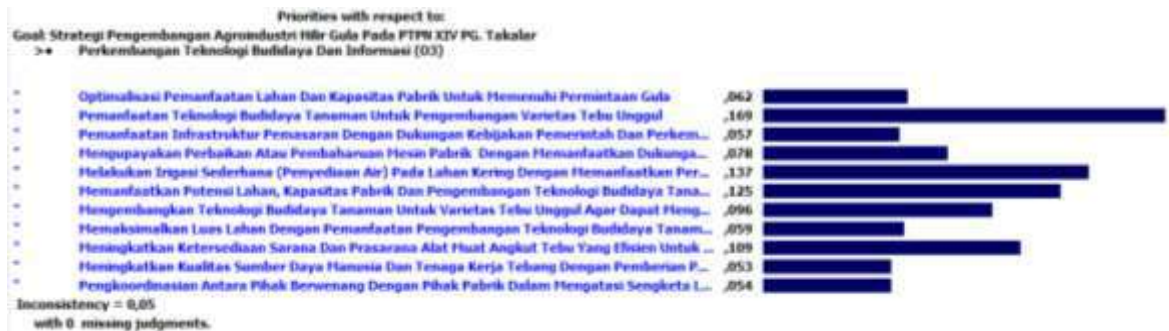 Priorities with respect to:
Goal: Strategi Pengembangan Agroindustri Hilir Gula Pada PTPN XIV PG. Takalar
>• Perkembangan Teknologi Budidaya Dan Informasi (O3)
Optimalisasi Pemanfaatan Lahan Dan Kapasitas Pabrik Untuk Memenuhi Permintaan Gula ,062
Pemanfaatan Teknologi Budidaya Tanaman Untuk Pengembangan Varietas Tebu Unggul ,169
Pemanfaatan Infrastruktur Pemasaran Dengan Dukungan Kebijakan Pemerintah Dan Perkem... ,057
Mengupayakan Perbaikan Atau Pembaharuan Mesin Pabrik Dengan Memanfaatkan Dukunga... ,078
Melakukan Irigasi Sederhana (Penyediaan Air) Pada Lahan Kering Dengan Memanfaatkan Per... ,137
Memanfaatkan Potensi Lahan, Kapasitas Pabrik Dan Pengembangan Teknologi Budidaya Tana... ,125
Mengembangkan Teknologi Budidaya Tanaman Untuk Varietas Tebu Unggul Agar Dapat Meng... ,096
Memaksimalkan Luas Lahan Dengan Pemanfaatan Pengembangan Teknologi Budidaya Tanam... ,059
Meningkatkan Ketersediaan Sarana Dan Prasarana Alat Muat Angkut Tebu Yang Efisien Untuk ... ,109
Meningkatkan Kualitas Sumber Daya Manusia Dan Tenaga Kerja Tebang Dengan Pemberian P... ,053
Pengkoordinasian Antara Pihak Berwenang Dengan Pihak Pabrik Dalam Mengatasi Sengketa L... ,054
Inconsistency = 0,05
with 0 missing judgments.